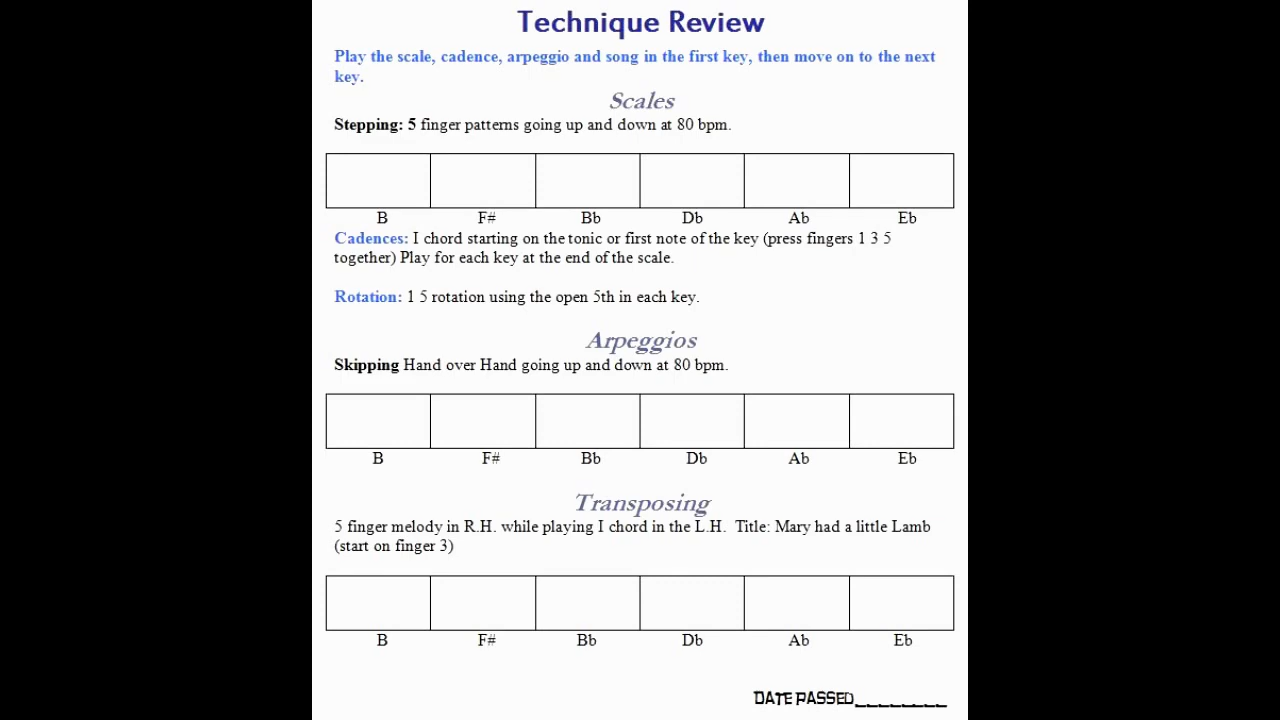 Technique Review
Play the scale, cadence, arpeggio and song in the first key, then move on to the next
key.
Scales
Stepping: 5 finger patterns going up and down at 80 bpm.
B F# Bb Db Ab Eb
Cadences: I chord starting on the tonic or first note of the key (press fingers 1 3 5
together) Play for each key at the end of the scale.
Rotation: 1 5 rotation using the open 5th in each key.
Arpeggios
Skipping Hand over Hand going up and down at 80 bpm.
B F# Bb Db Ab Eb
Transposing
5 finger melody in R.H. while playing I chord in the L.H. Title: Mary had a little Lamb
(start on finger 3)
B F# Bb Db Ab Eb
DATE PASSED________